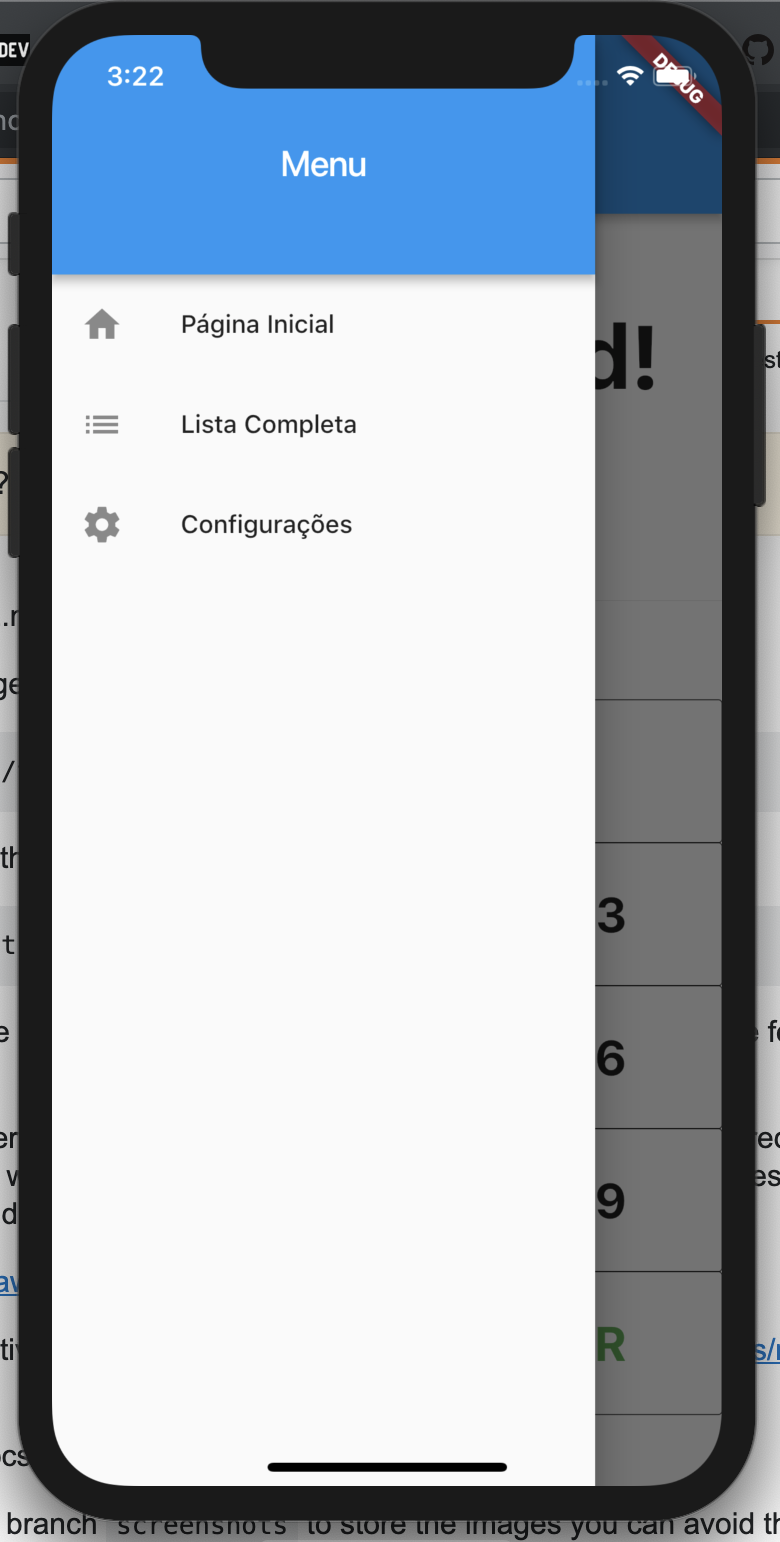 DEV
3:22
DEBUG
Menu
Página Inicial
d!
Lista Completa
?
Configurações
/
3
6
9
R
branch screenshots to store the images you can avoid th